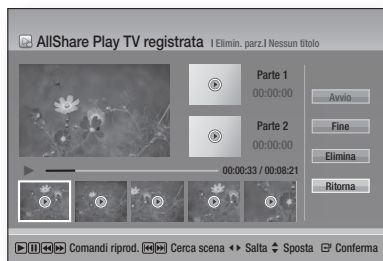 AllShare Play TV registrata | Elimin. parz.| Nessun titolo
Parte 1
00:00:00
Avvio
Parte 2
00:00:00
Fine
Elimina
00:00:33 / 00:08:21
Ritorna
Comandi riprod. Cerca scena Salta Sposta Conferma